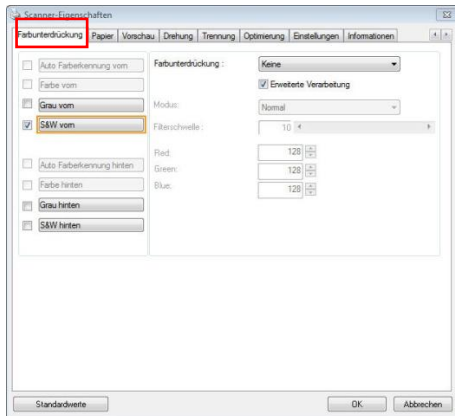 Scanner-Eigenschaften
Farbunterdrückung Papier Vorschau Drehung Trennung Optimierung Einstellungen Informationen
Auto Farberkennung vorn
Farbe vorn
Grau vorn
S&W vorn
Auto Farberkennung hinten
Farbe hinten
Grau hinten
S&W hinten
Farbunterdrückung : Keine
Erweiterte Verarbeitung
Modus: Normal
Filterschwelle : 10
Red: 128
Green: 128
Blue: 128
Standardwerte OK Abbrechen